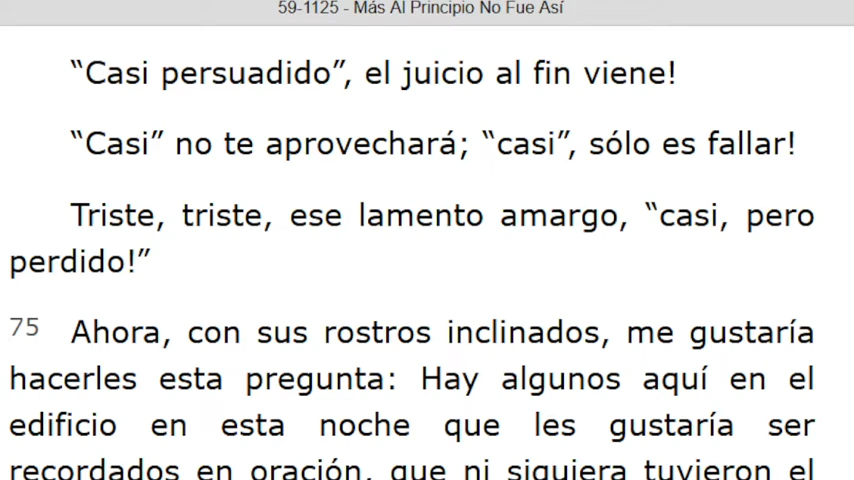 59-1125 - Más Al Principio No Fue Así
“Casi persuadido”, el juicio al fin viene!
“Casi” no te aprovechará; “casi”, sólo es fallar!
Triste, triste, ese lamento amargo, “casi, pero
perdido!”
75 Ahora, con sus rostros inclinados, me gustaría
hacerles esta pregunta: Hay algunos aquí en el
edificio en esta noche que les gustaría ser
recordados en oración, que ni siquiera tuvieron el